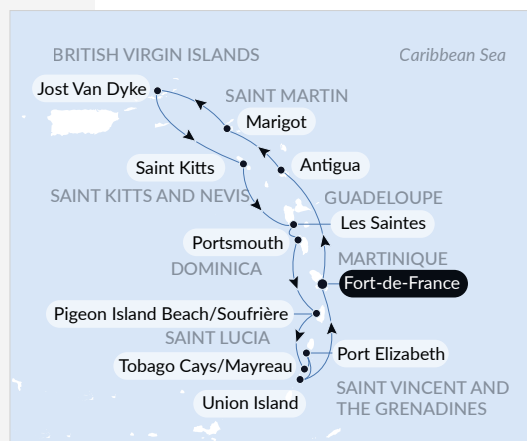 BRITISH VIRGIN ISLANDS
Caribbean Sea
Jost Van Dyke
SAINT MARTIN
Marigot
Saint Kitts
Antigua
SAINT KITTS AND NEVIS
GUADELOUPE
Les Saintes
Portsmouth
DOMINICA
MARTINIQUE
Fort-de-France
Pigeon Island Beach/Soufrière
SAINT LUCIA
Port Elizabeth
Tobago Cays/Mayreau
Union Island
SAINT VINCENT AND
THE GRENADINES